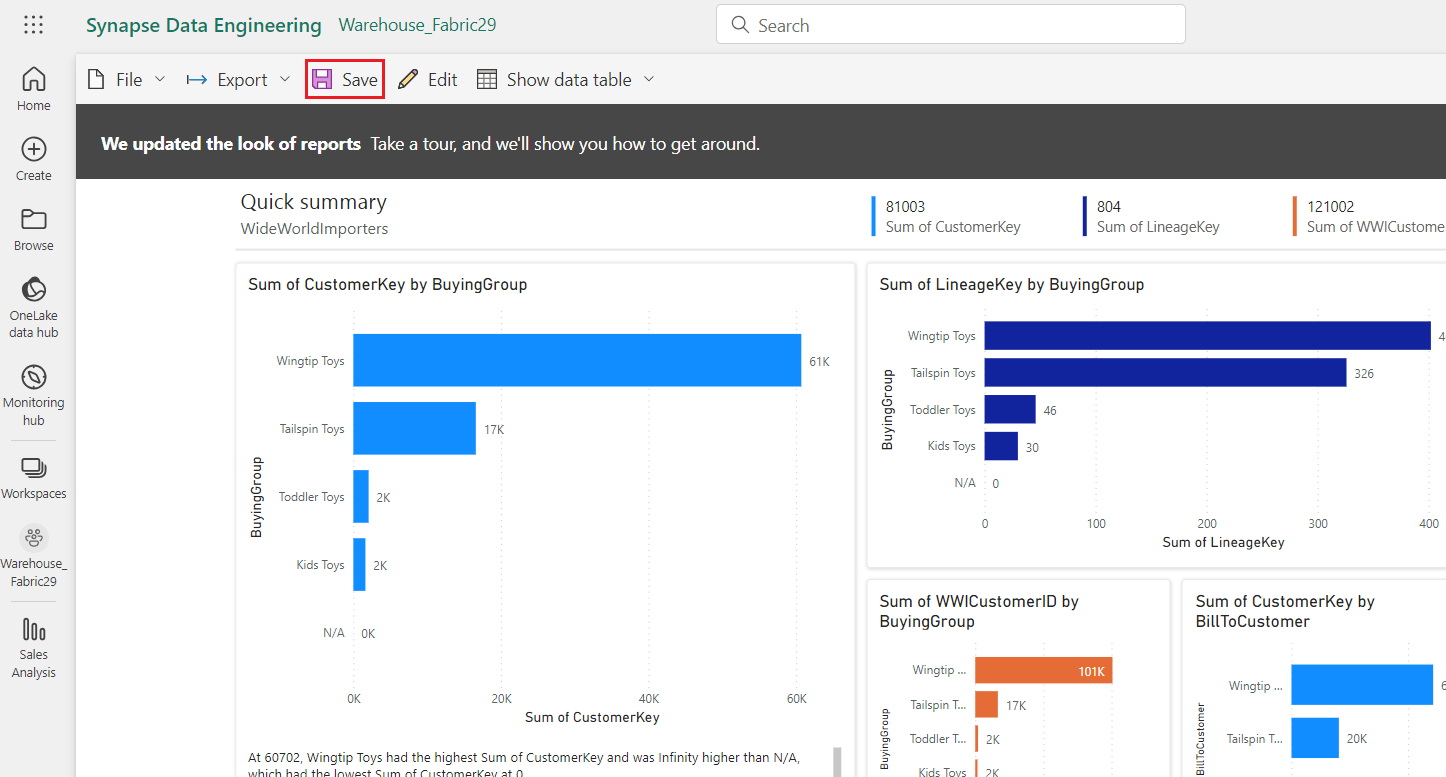 Synapse Data Engineering
Warehouse_Fabric29
Search
File
Export
Save
Edit
Show data table
Home
Create
Browse
OneLake
data hub
Monitoring
hub
Workspaces
Warehouse_
Fabric29
Sales
Analysis
We updated the look of reports Take a tour, and we'll show you how to get around.
Quick summary
WideWorldImporters
81003
Sum of CustomerKey
804
Sum of LineageKey
121002
Sum of WWICustome
Sum of CustomerKey by BuyingGroup
BuyingGroup
Wingtip Toys
61K
Tailspin Toys
17K
Toddler Toys
2K
Kids Toys
2K
N/A
0K
0K
20K
40K
60K
Sum of CustomerKey
At 60702, Wingtip Toys had the highest Sum of CustomerKey and was Infinity higher than N/A,
which had the lowest Sum of CustomerKey at 0.
Sum of LineageKey by BuyingGroup
BuyingGroup
Wingtip Toys
4
Tailspin Toys
326
Toddler Toys
46
Kids Toys
30
N/A
0
0
100
200
300
400
Sum of LineageKey
Sum of WWICustomerID by
BuyingGroup
BuyingGroup
Wingtip ...
101K
Tailspin T...
17K
Toddler T...
2K
Kids Toys
2K
Sum of CustomerKey by
BillToCustomer
BillToCustomer
Wingtip ...
6
Tailspin T...
20K